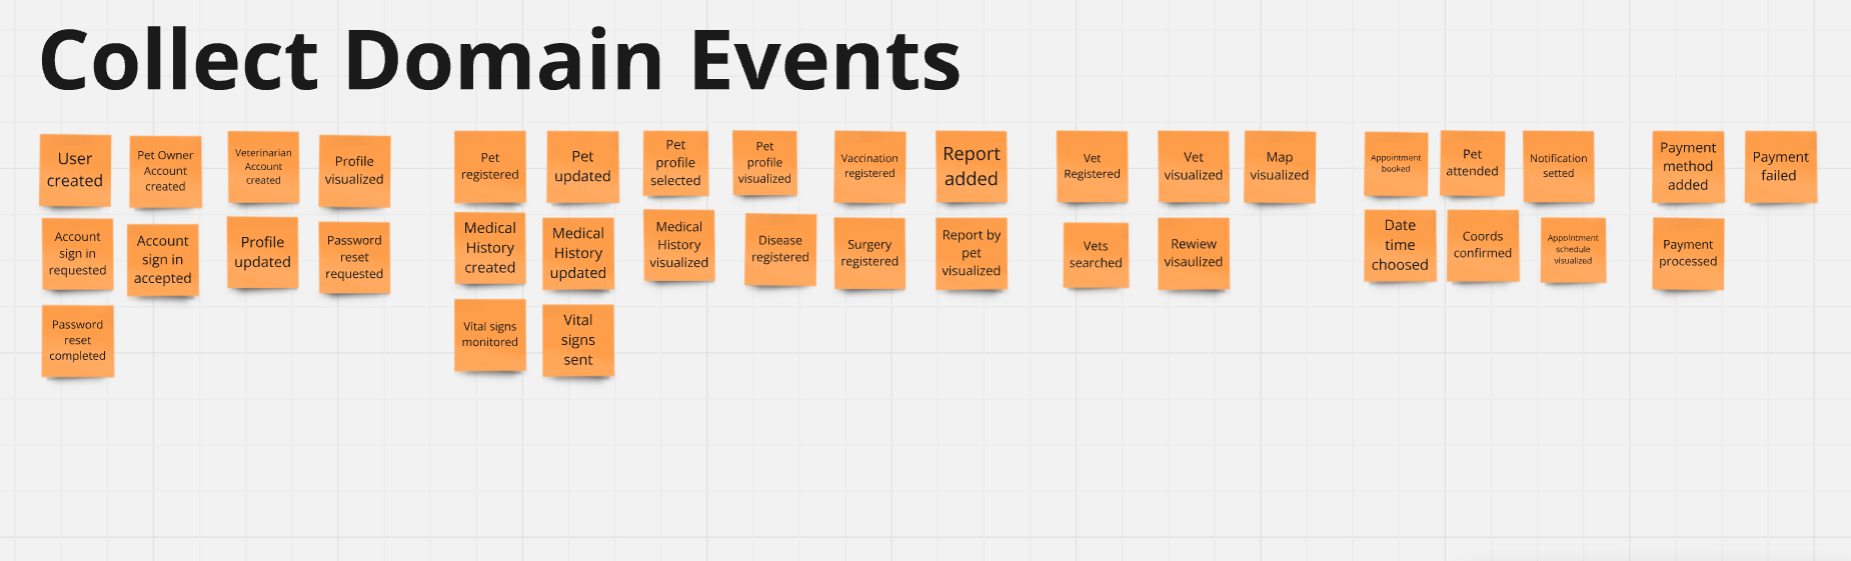 Collect Domain Events
User
created
Pet Owner
Account
created
Veterinarian
Account
created
Profile
visualized
Account
sign in
requested
Account
sign in
accepted
Profile
updated
Password
reset
requested
Password
reset
completed
Pet
registered
Pet
updated
Pet
profile
selected
Pet
profile
visualized
Vaccination
registered
Report
added
Medical
History
created
Medical
History
updated
Medical
History
visualized
Disease
registered
Surgery
registered
Report by
pet
visualized
Vital signs
monitored
Vital
signs
sent
Vet
Registered
Vet
visualized
Map
visualized
Vets
searched
Rewiew
visaulized
Appointment
booked
Pet
attended
Notification
setted
Date
time
choosed
Coords
confirmed
Appointment
schedule
visualized
Payment
method
added
Payment
failed
Payment
processed